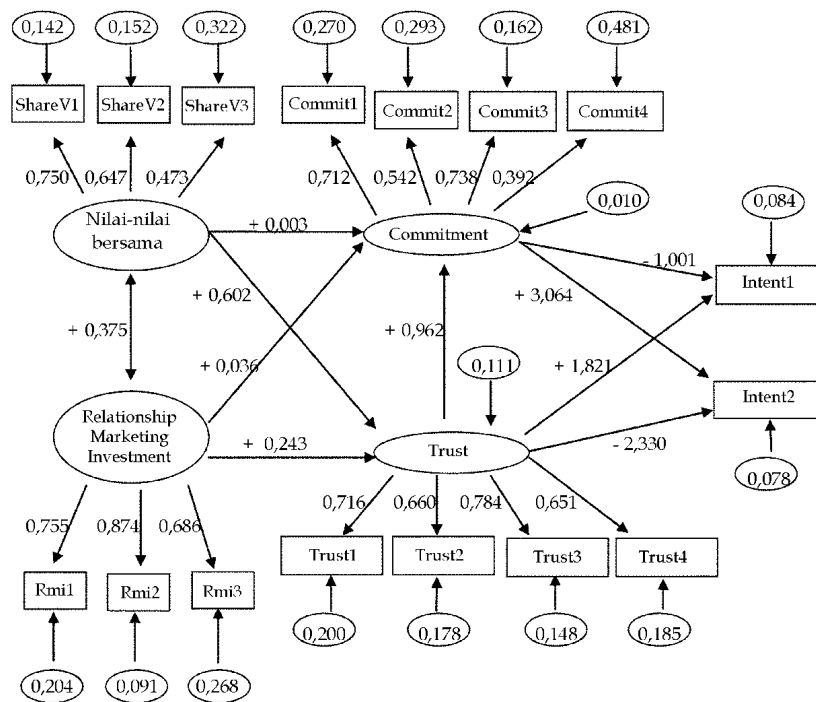 0,142
0,152
0,322
0,270
0,293
0,162
0,481
ShareV1
ShareV2
ShareV3
Commit1
Commit2
Commit3
Commit4
0,750
0,647
0,473
0,712
0,542
0,738
0,392
0,010
0,084
Nilai-nilai
bersama
+ 0,003
Commitment
- 1,001
Intent1
+ 0,602
+ 3,064
+ 0,375
+ 0,962
+ 0,036
0,111
+ 1,821
Intent2
Relationship
Marketing
Investment
+ 0,243
Trust
- 2,330
0,078
0,755
0,874
0,686
0,716
0,660
0,784
0,651
Rmi1
Rmi2
Rmi3
Trust1
Trust2
Trust3
Trust4
0,200
0,178
0,148
0,185
0,204
0,091
0,268